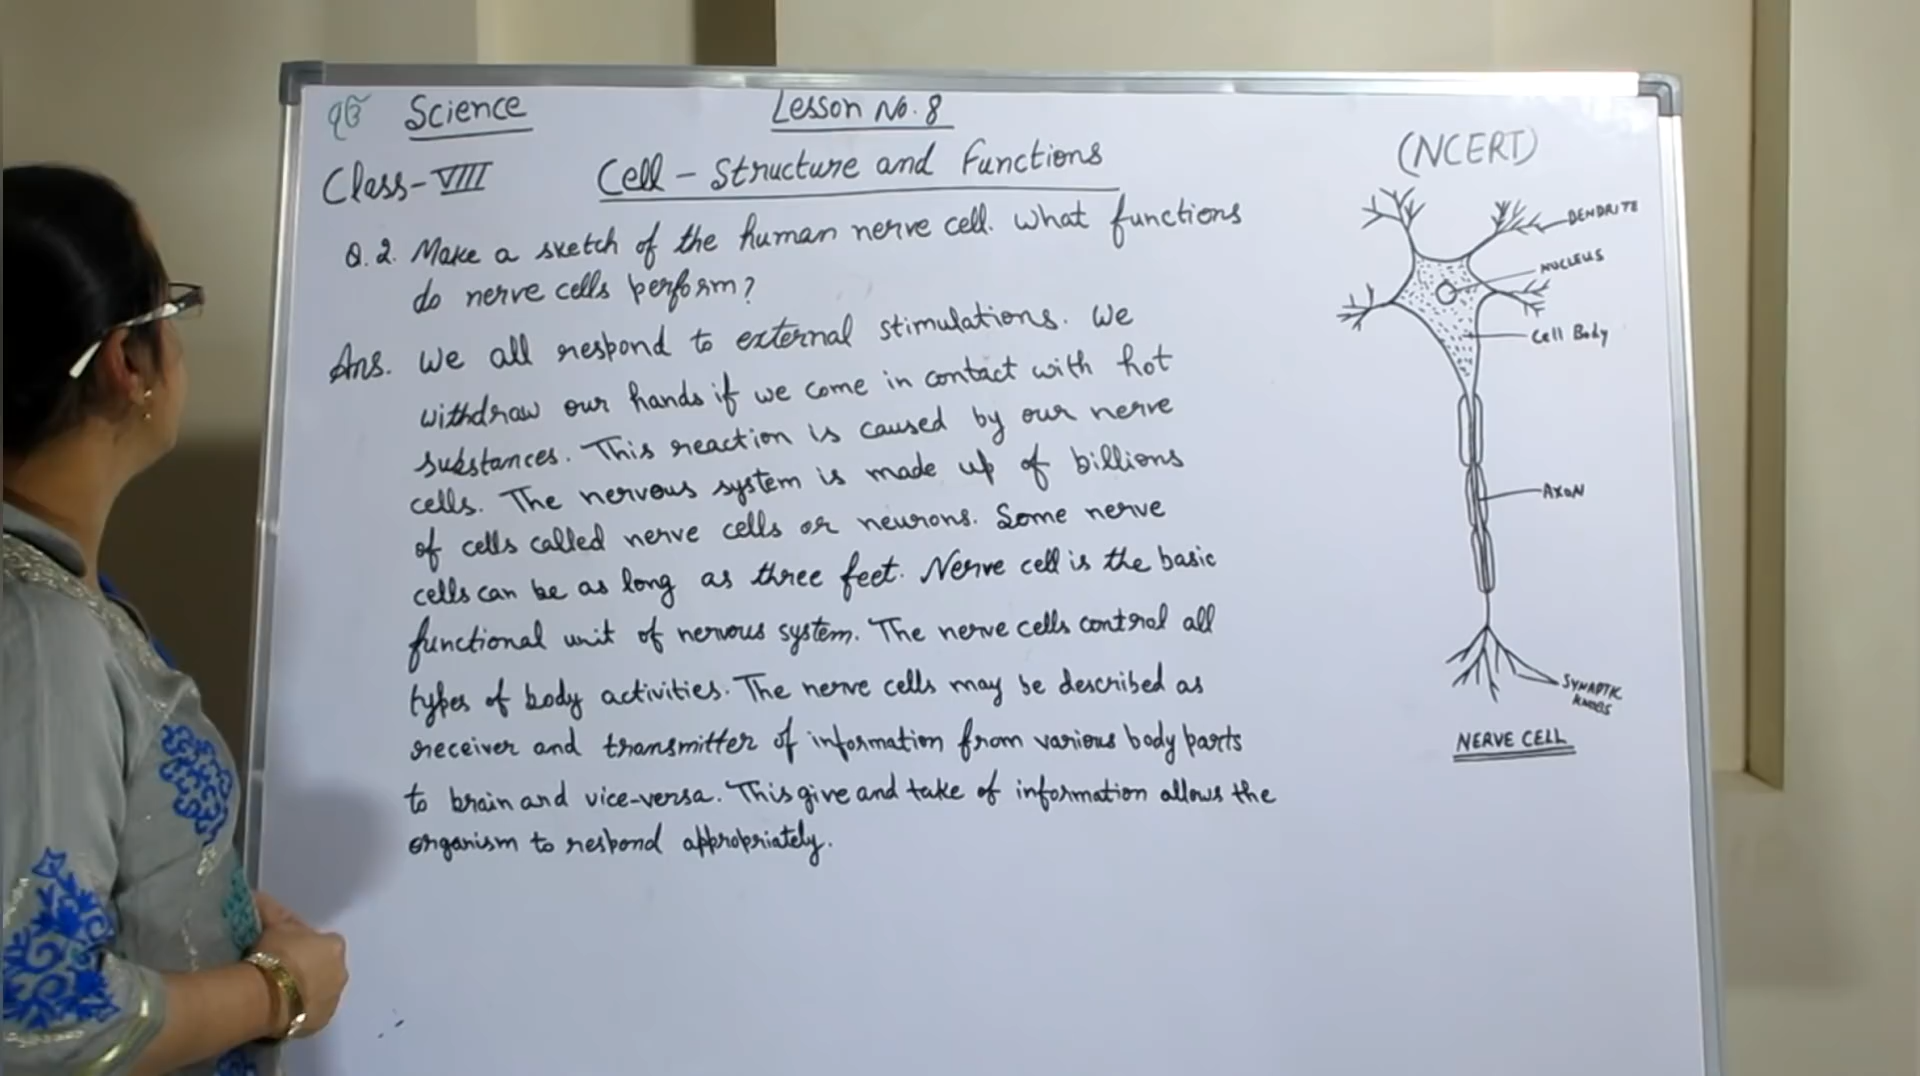 ੴ Science Lesson No. 8
(NCERT)
Class-VIII Cell - Structure and Functions
Q.2. Make a sketch of the human nerve cell. What functions
do nerve cells perform?
Ans. We all respond to external stimulations. We
withdraw our hands if we come in contact with hot
substances. This reaction is caused by our nerve
cells. The nervous system is made up of billions
of cells called nerve cells or neurons. Some nerve
cells can be as long as three feet. Nerve cell is the basic
functional unit of nervous system. The nerve cells control all
types of body activities. The nerve cells may be described as
receiver and transmitter of information from various body parts
to brain and vice-versa. This give and take of information allows the
organism to respond appropriately.
DENDRITE
NUCLEUS
Cell Body
AXON
SYNAPTIC
KNOBS
NERVE CELL